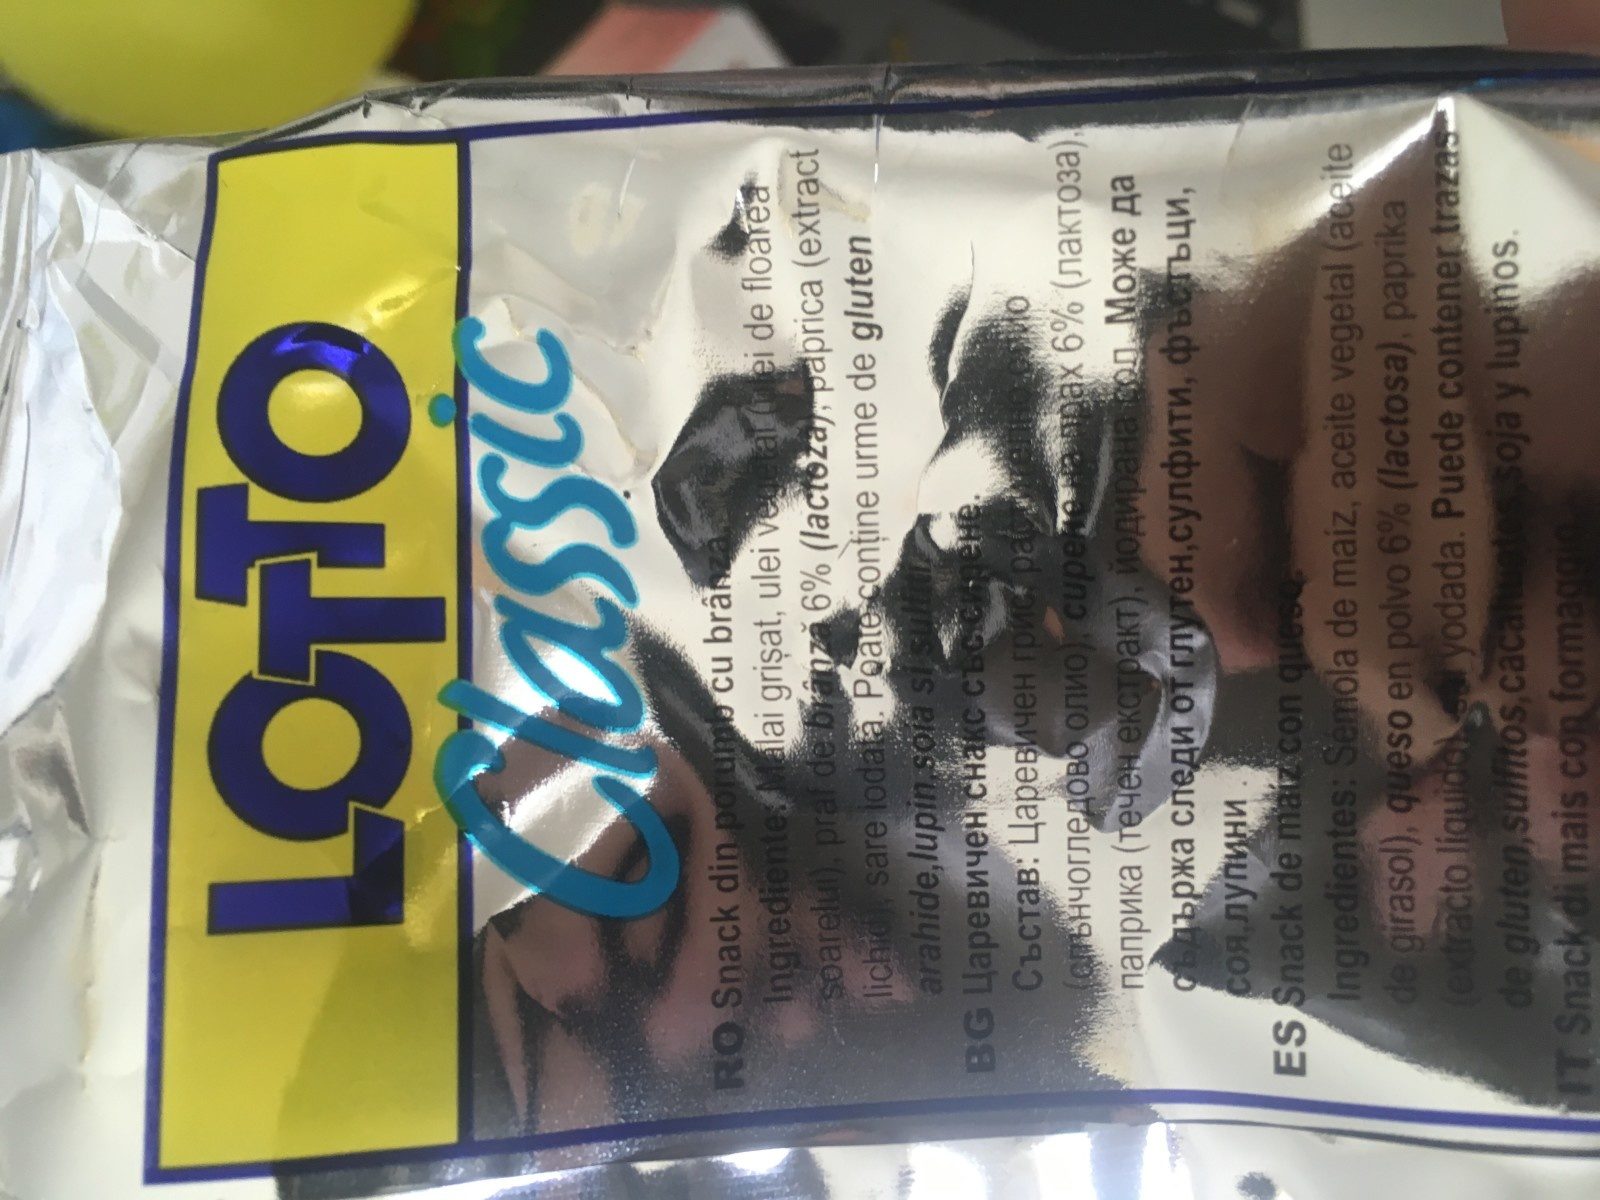 LOTTO
Classic
RO Snack din porumb cu brânză.
Ingrediente: Mălai grișat, ulei vegetal (ulei de floarea
soarelui), praf de brânză 6% (lactoza), paprica (extract
lichid), sare iodată. Poate conține urme de gluten
arahide,lupin,soia si sulfiți.
BG Царевичен снакс със сирене.
Състав: Царевичен грис, растително олио
(слънчогледово олио), сирене на прах 6% (лактоза),
паприка (течен екстракт), йодирана сол. Може да
съдържа следи от глутен,сулфити, фъстъци,
соя,лупини .
ES Snack de maíz con queso.
Ingredientes: Sémola de maíz, aceite vegetal (aceite
de girasol), queso en polvo 6% (lactosa), paprika
(extracto líquido), yodada. Puede contener trazas
de gluten,sulfitos,cacahuetes,soja y lupinos.
IT Snack di mais con formaggio.